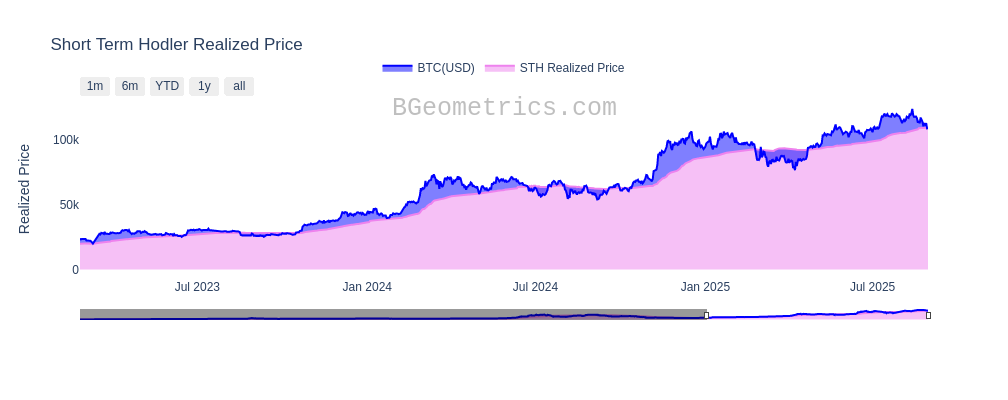 Short Term Hodler Realized Price
BTC(USD) STH Realized Price
1m 6m YTD 1y all
BGeometrics.com
Realized Price
100k
50k
0
Jul 2023 Jan 2024 Jul 2024 Jan 2025 Jul 2025